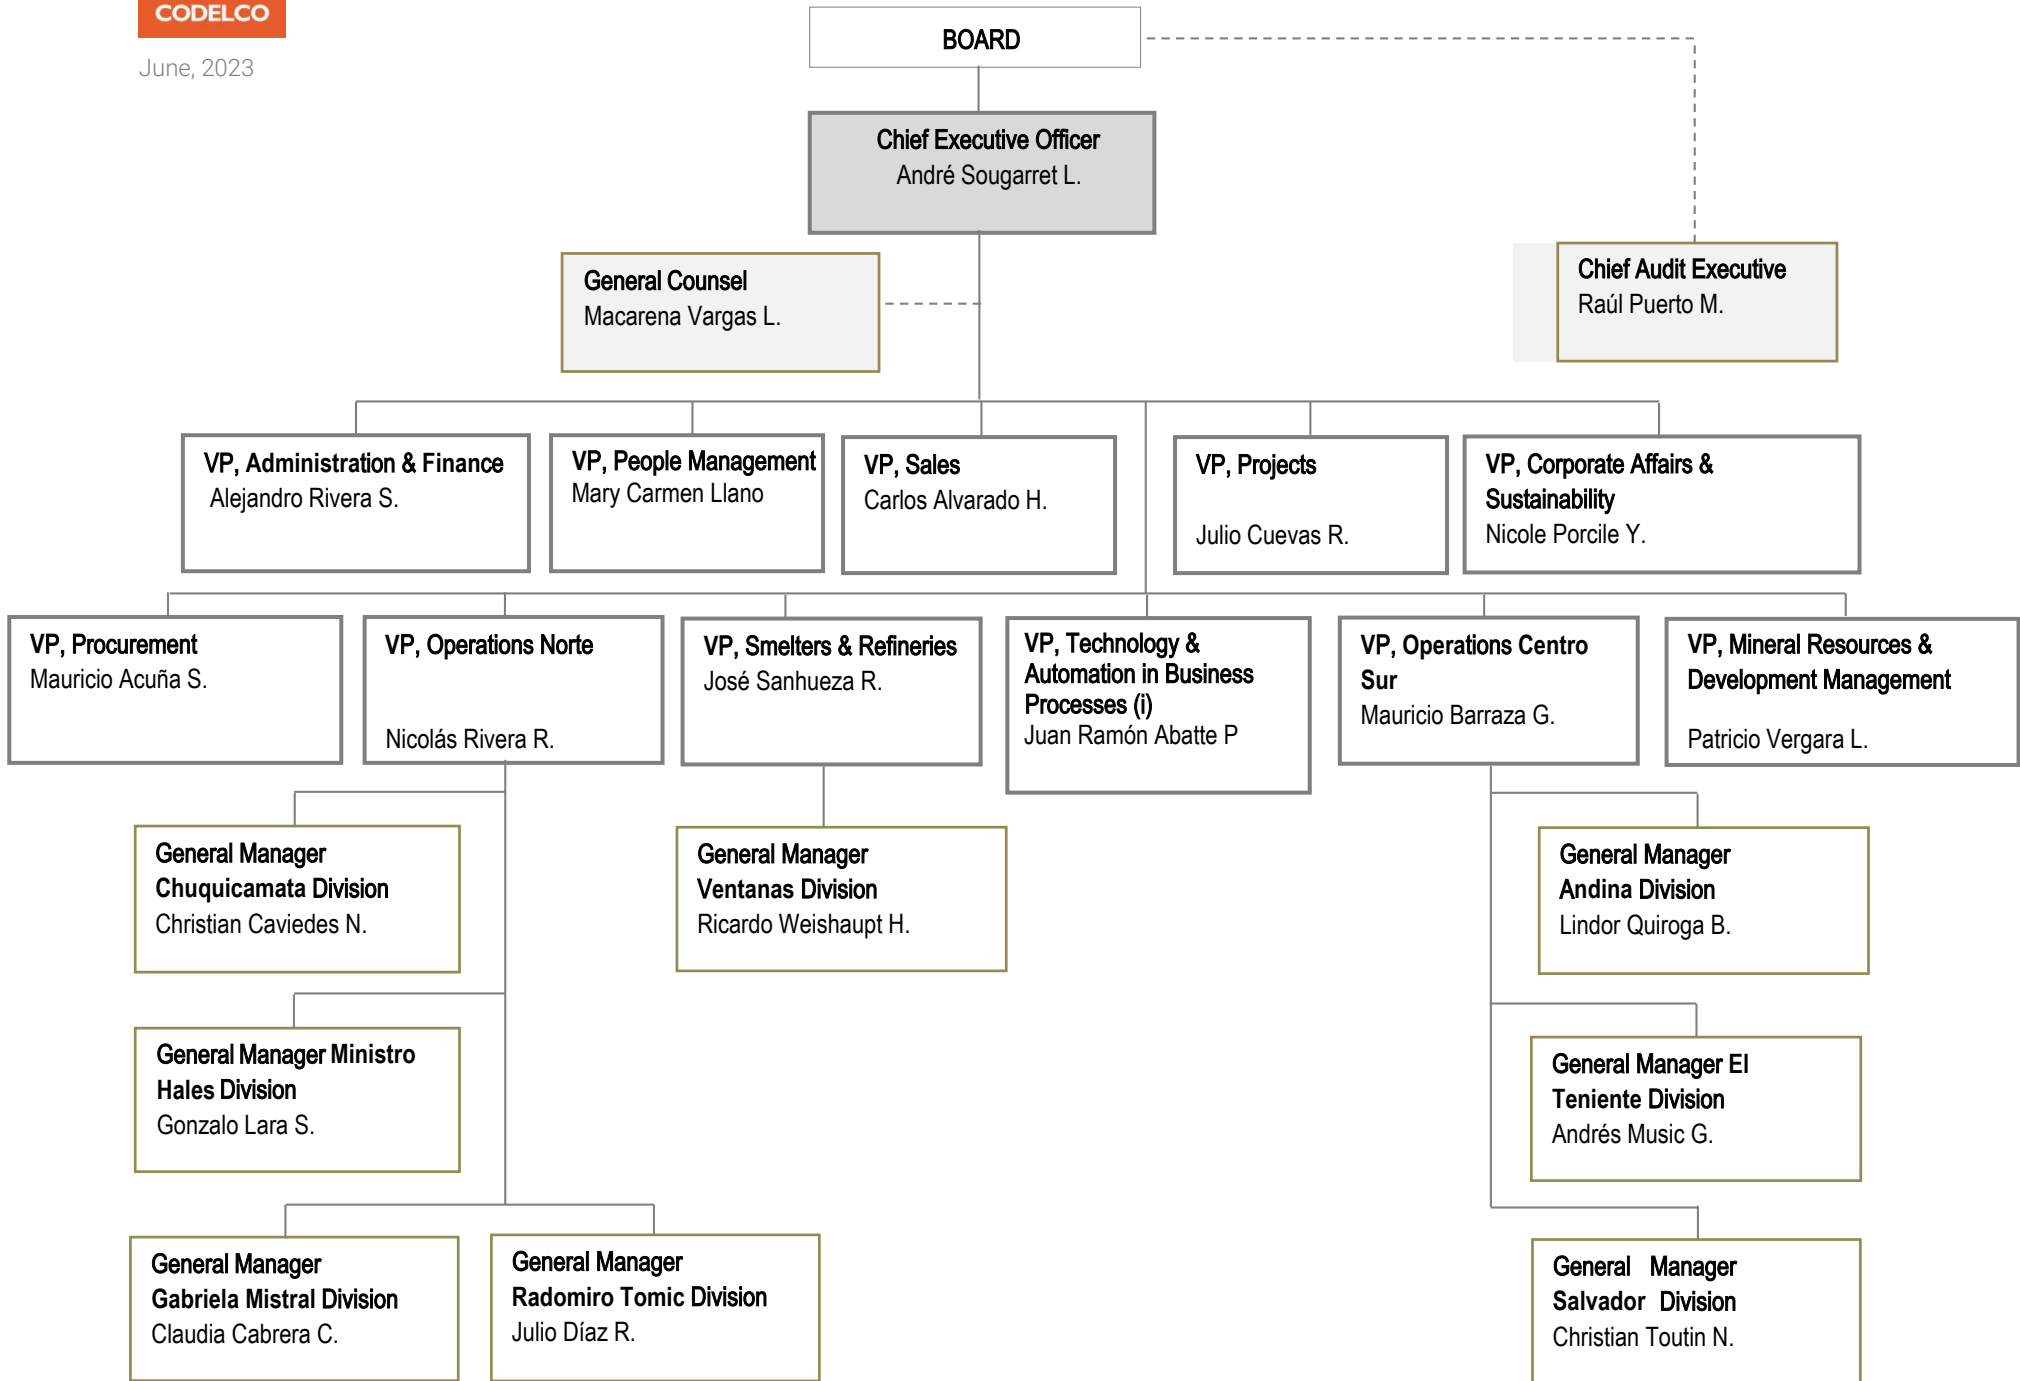 CODELCO
June, 2023
BOARD
Chief Executive Officer
André Sougarret L.
General Counsel
Macarena Vargas L.
Chief Audit Executive
Raúl Puerto M.
VP, Administration & Finance
Alejandro Rivera S.
VP, People Management
Mary Carmen Llano
VP, Sales
Carlos Alvarado H.
VP, Projects
Julio Cuevas R.
VP, Corporate Affairs &
Sustainability
Nicole Porcile Y.
VP, Procurement
Mauricio Acuña S.
VP, Operations Norte
Nicolás Rivera R.
VP, Smelters & Refineries
José Sanhueza R.
VP, Technology &
Automation in Business
Processes (i)
Juan Ramón Abatte P
VP, Operations Centro
Sur
Mauricio Barraza G.
VP, Mineral Resources &
Development Management
Patricio Vergara L.
General Manager
Chuquicamata Division
Christian Caviedes N.
General Manager
Ventanas Division
Ricardo Weishaupt H.
General Manager
Andina Division
Lindor Quiroga B.
General Manager Ministro
Hales Division
Gonzalo Lara S.
General Manager El
Teniente Division
Andrés Music G.
General Manager
Gabriela Mistral Division
Claudia Cabrera C.
General Manager
Radomiro Tomic Division
Julio Díaz R.
General Manager
Salvador Division
Christian Toutin N.